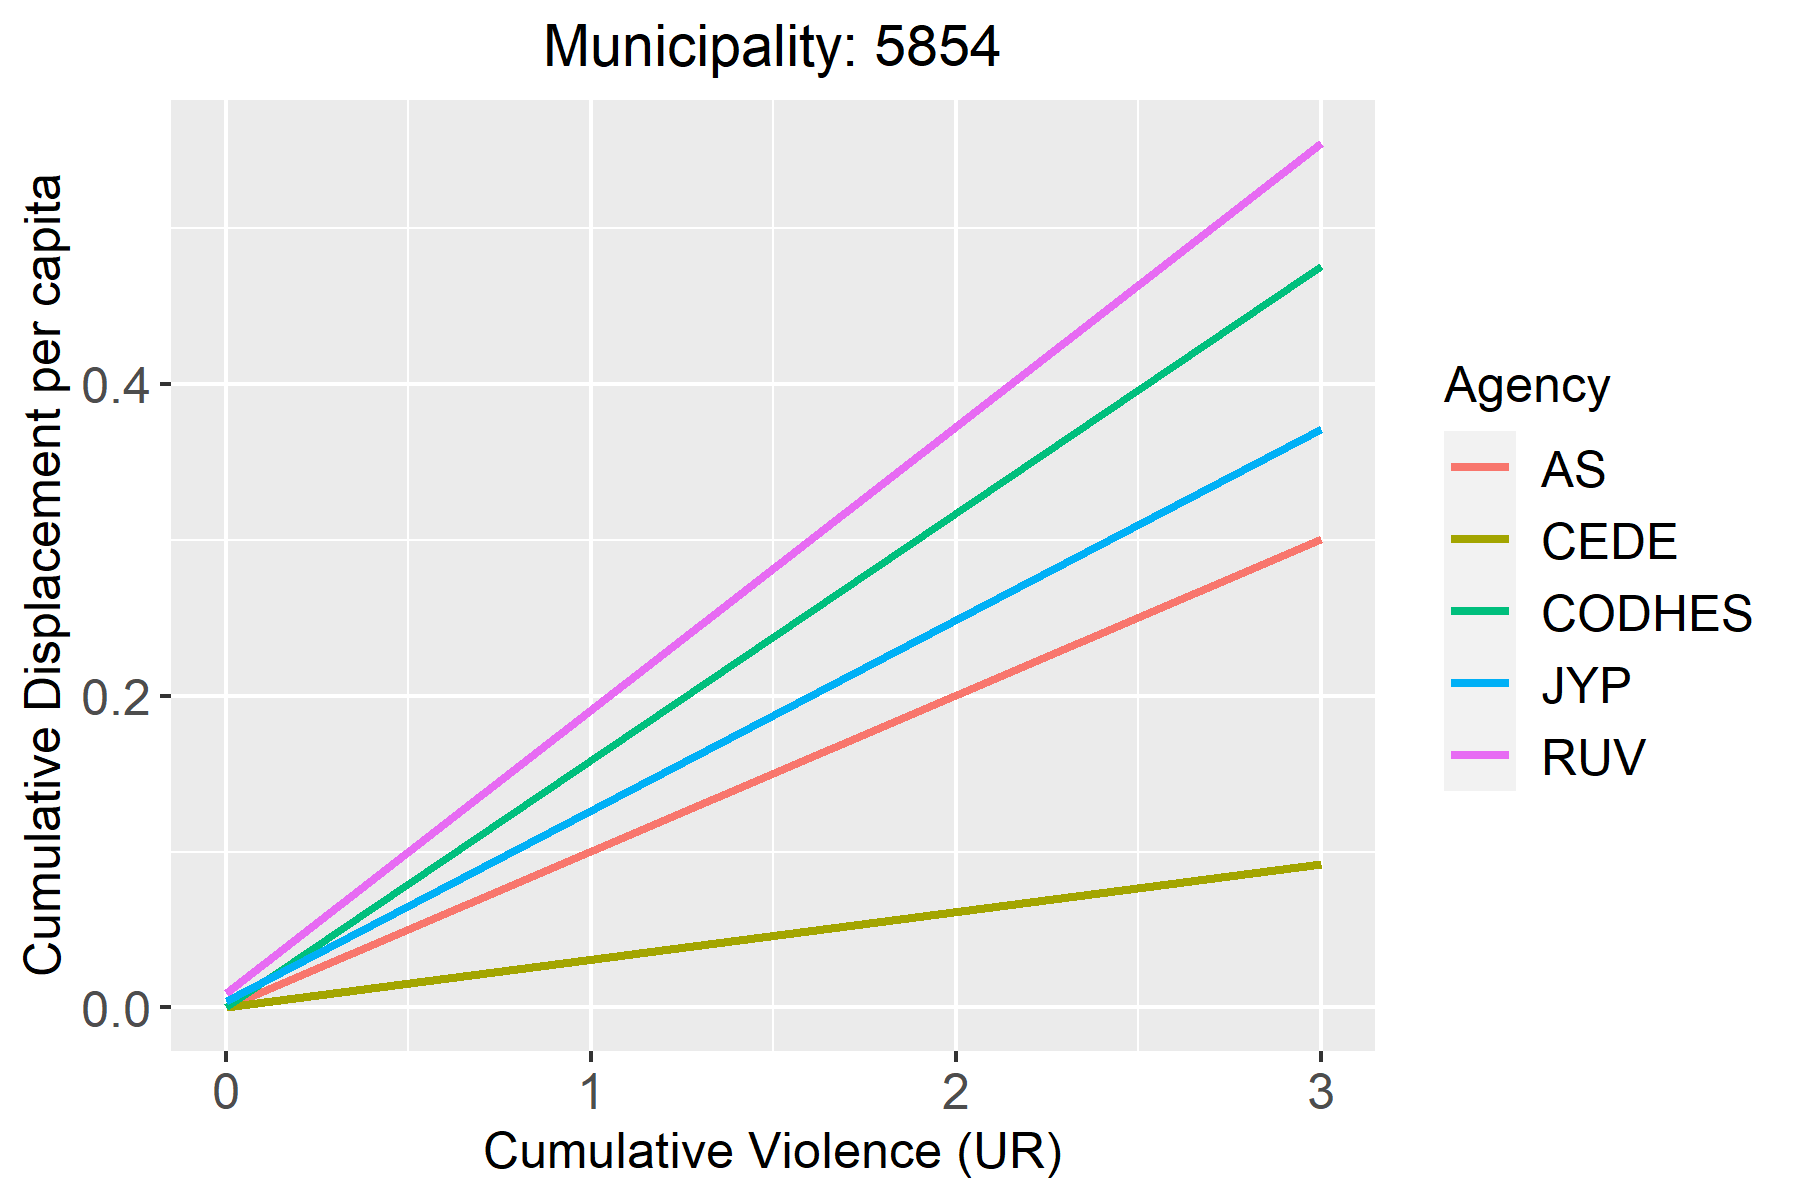 Municipality: 5854
Cumulative Displacement per capita
0.4
0.2
0.0
0 1 2 3
Cumulative Violence (UR)
Agency
AS
CEDE
CODHES
JYP
RUV